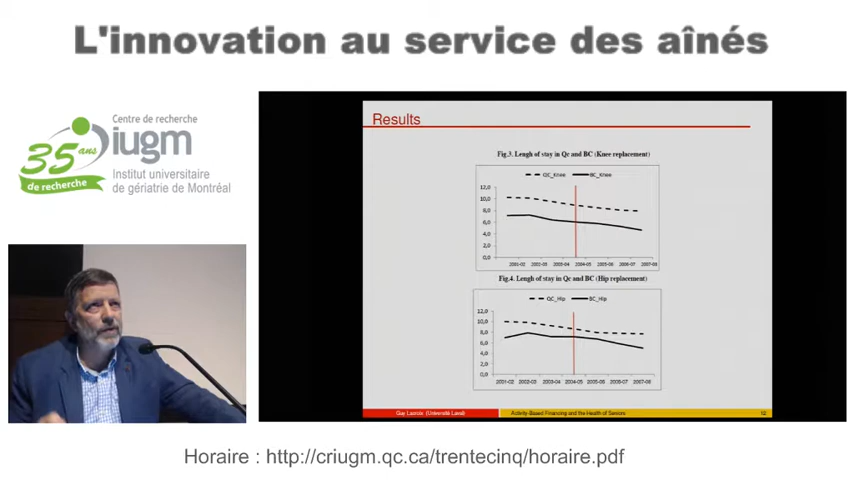 L'innovation au service des aînés
Centre de recherche
iugm
35 ans
de recherche
Institut universitaire
de gériatrie de Montréal
Results
Fig.3. Lengh of stay in Qc and BC (Knee replacement)
QC_Knee BC_Knee
12,0
10,0
8,0
6,0
4,0
2,0
0,0
2001-02 2002-03 2003-04 2004-05 2005-06 2006-07 2007-08
Fig.4. Lengh of stay in Qc and BC (Hip replacement)
QC_Hip BC_Hip
12,0
10,0
8,0
6,0
4,0
2,0
0,0
2001-02 2002-03 2003-04 2004-05 2005-06 2006-07 2007-08
Guy Lacroix (Université Laval) Activity-Based Financing and the Health of Seniors 12
Horaire : http://criugm.qc.ca/trentecinq/horaire.pdf